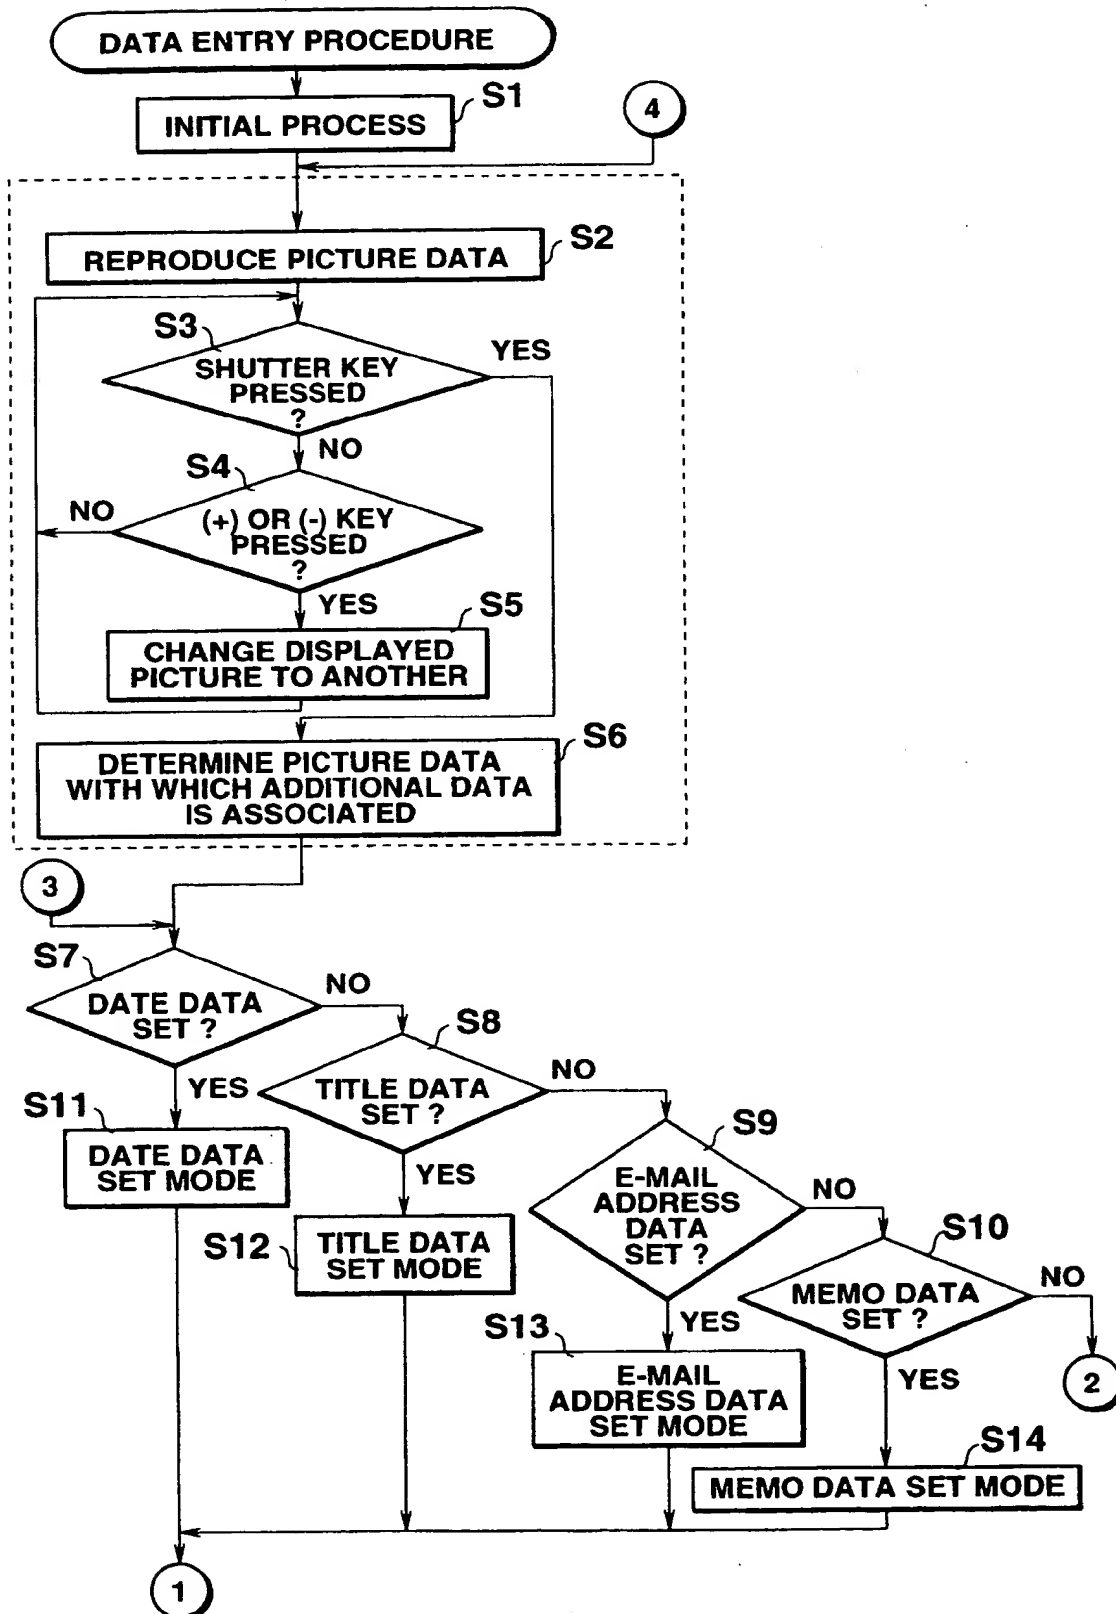 DATA ENTRY PROCEDURE
S1
INITIAL PROCESS
4
S2
REPRODUCE PICTURE DATA
S3
YES
SHUTTER KEY
PRESSED
?
NO
S4
NO
(+) OR (-) KEY
PRESSED
?
YES
S5
CHANGE DISPLAYED
PICTURE TO ANOTHER
S6
DETERMINE PICTURE DATA
WITH WHICH ADDITIONAL DATA
IS ASSOCIATED
3
S7
NO
DATE DATA
SET ?
YES
S8
NO
TITLE DATA
SET ?
YES
S11
DATE DATA
SET MODE
S9
NO
E-MAIL
ADDRESS
DATA
SET ?
YES
S12
TITLE DATA
SET MODE
S10
NO
MEMO DATA
SET ?
YES
2
S13
E-MAIL
ADDRESS DATA
SET MODE
S14
MEMO DATA SET MODE
1